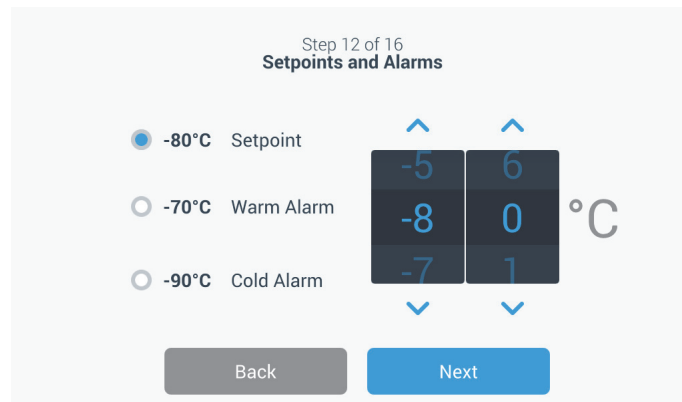 Step 12 of 16
Setpoints and Alarms
-80°C Setpoint
-70°C Warm Alarm
-90°C Cold Alarm
-5 6
-8 0 °C
-7 1
Back Next